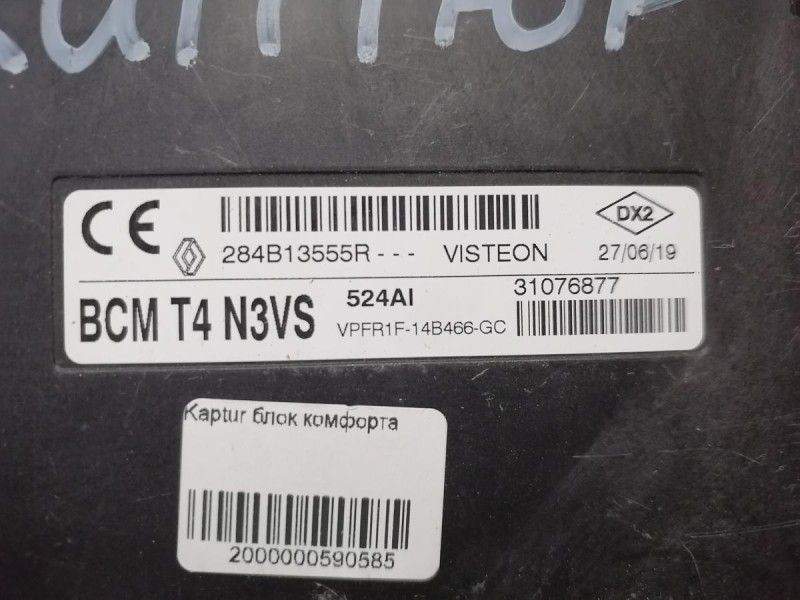 CE
DX2
284B13555R --- VISTEON 27/06/19
BCM T4 N3VS 524AI 31076877
VPFR1F-14B466-GC
Kaptur блок комфорта
2000000590585